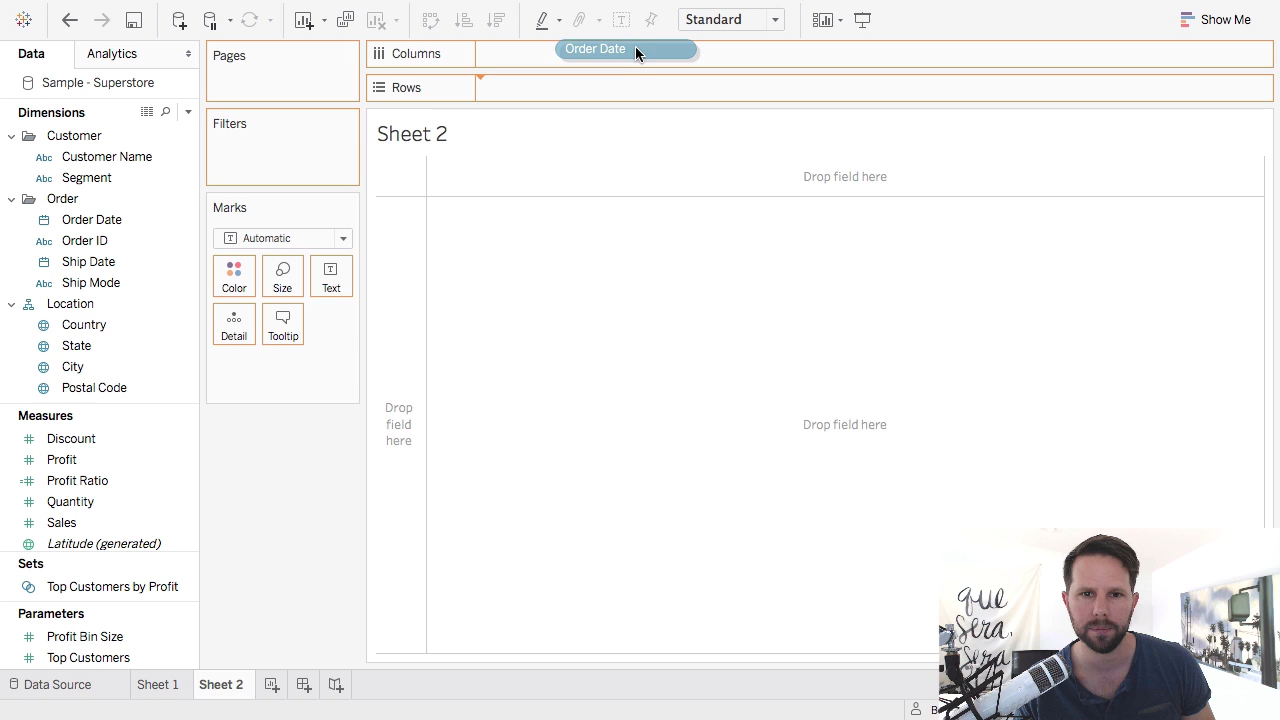 Standard
Show Me
Data
Analytics
Pages
Columns
Order Date
Rows
Sample - Superstore
Dimensions
Customer
Abc Customer Name
Abc Segment
Order
Order Date
Abc Order ID
Ship Date
Abc Ship Mode
Location
Country
State
City
Postal Code
Measures
Discount
Profit
Profit Ratio
Quantity
Sales
Latitude (generated)
Sets
Top Customers by Profit
Parameters
Profit Bin Size
Top Customers
Filters
Marks
T Automatic
Color
Size
T Text
Detail
Tooltip
Sheet 2
Drop field here
Drop
field
here
Drop field here
que
sera,
sera
Data Source
Sheet 1
Sheet 2